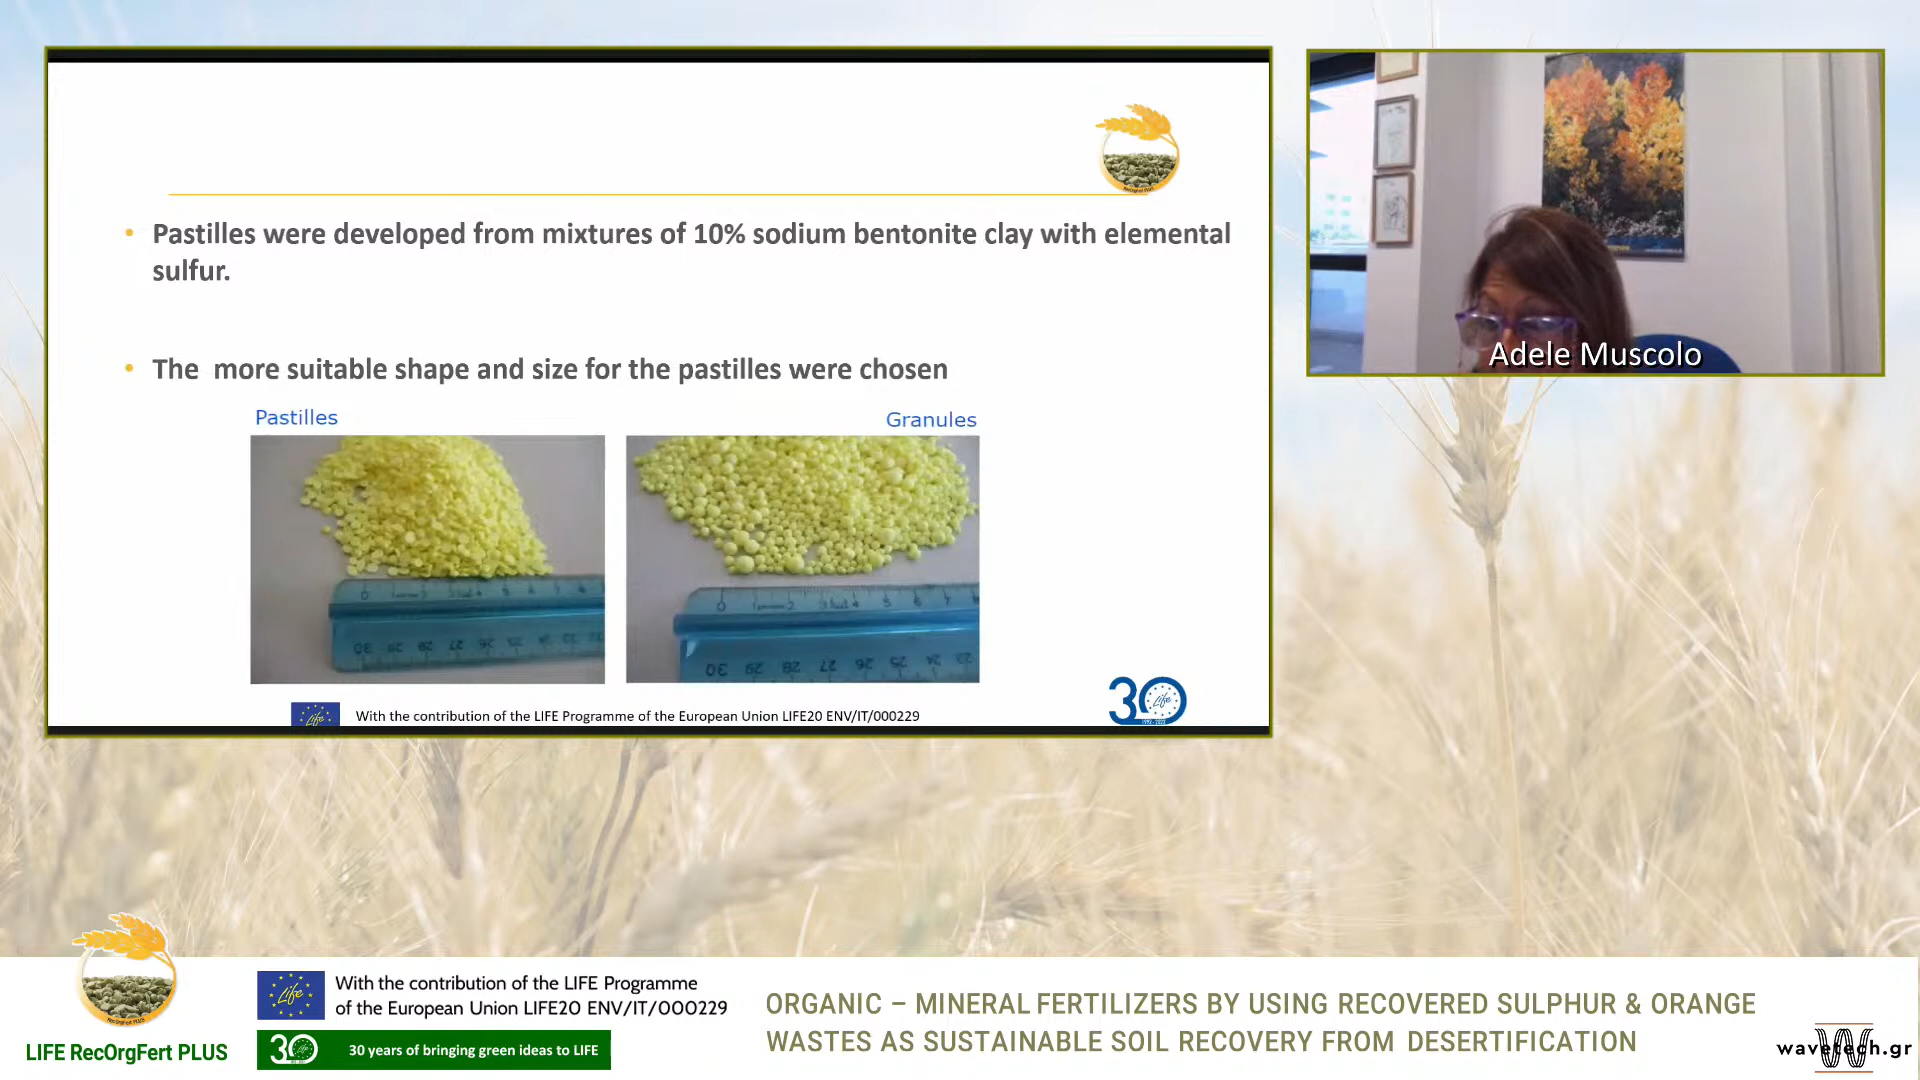 • Pastilles were developed from mixtures of 10% sodium bentonite clay with elemental
sulfur.
• The more suitable shape and size for the pastilles were chosen
Pastilles
Granules
With the contribution of the LIFE Programme of the European Union LIFE20 ENV/IT/000229
30
Life
Adele Muscolo
LIFE RecOrgFert PLUS
Life
With the contribution of the LIFE Programme
of the European Union LIFE20 ENV/IT/000229
30
30 years of bringing green ideas to LIFE
ORGANIC – MINERAL FERTILIZERS BY USING RECOVERED SULPHUR & ORANGE
WASTES AS SUSTAINABLE SOIL RECOVERY FROM DESERTIFICATION
wavetech.gr